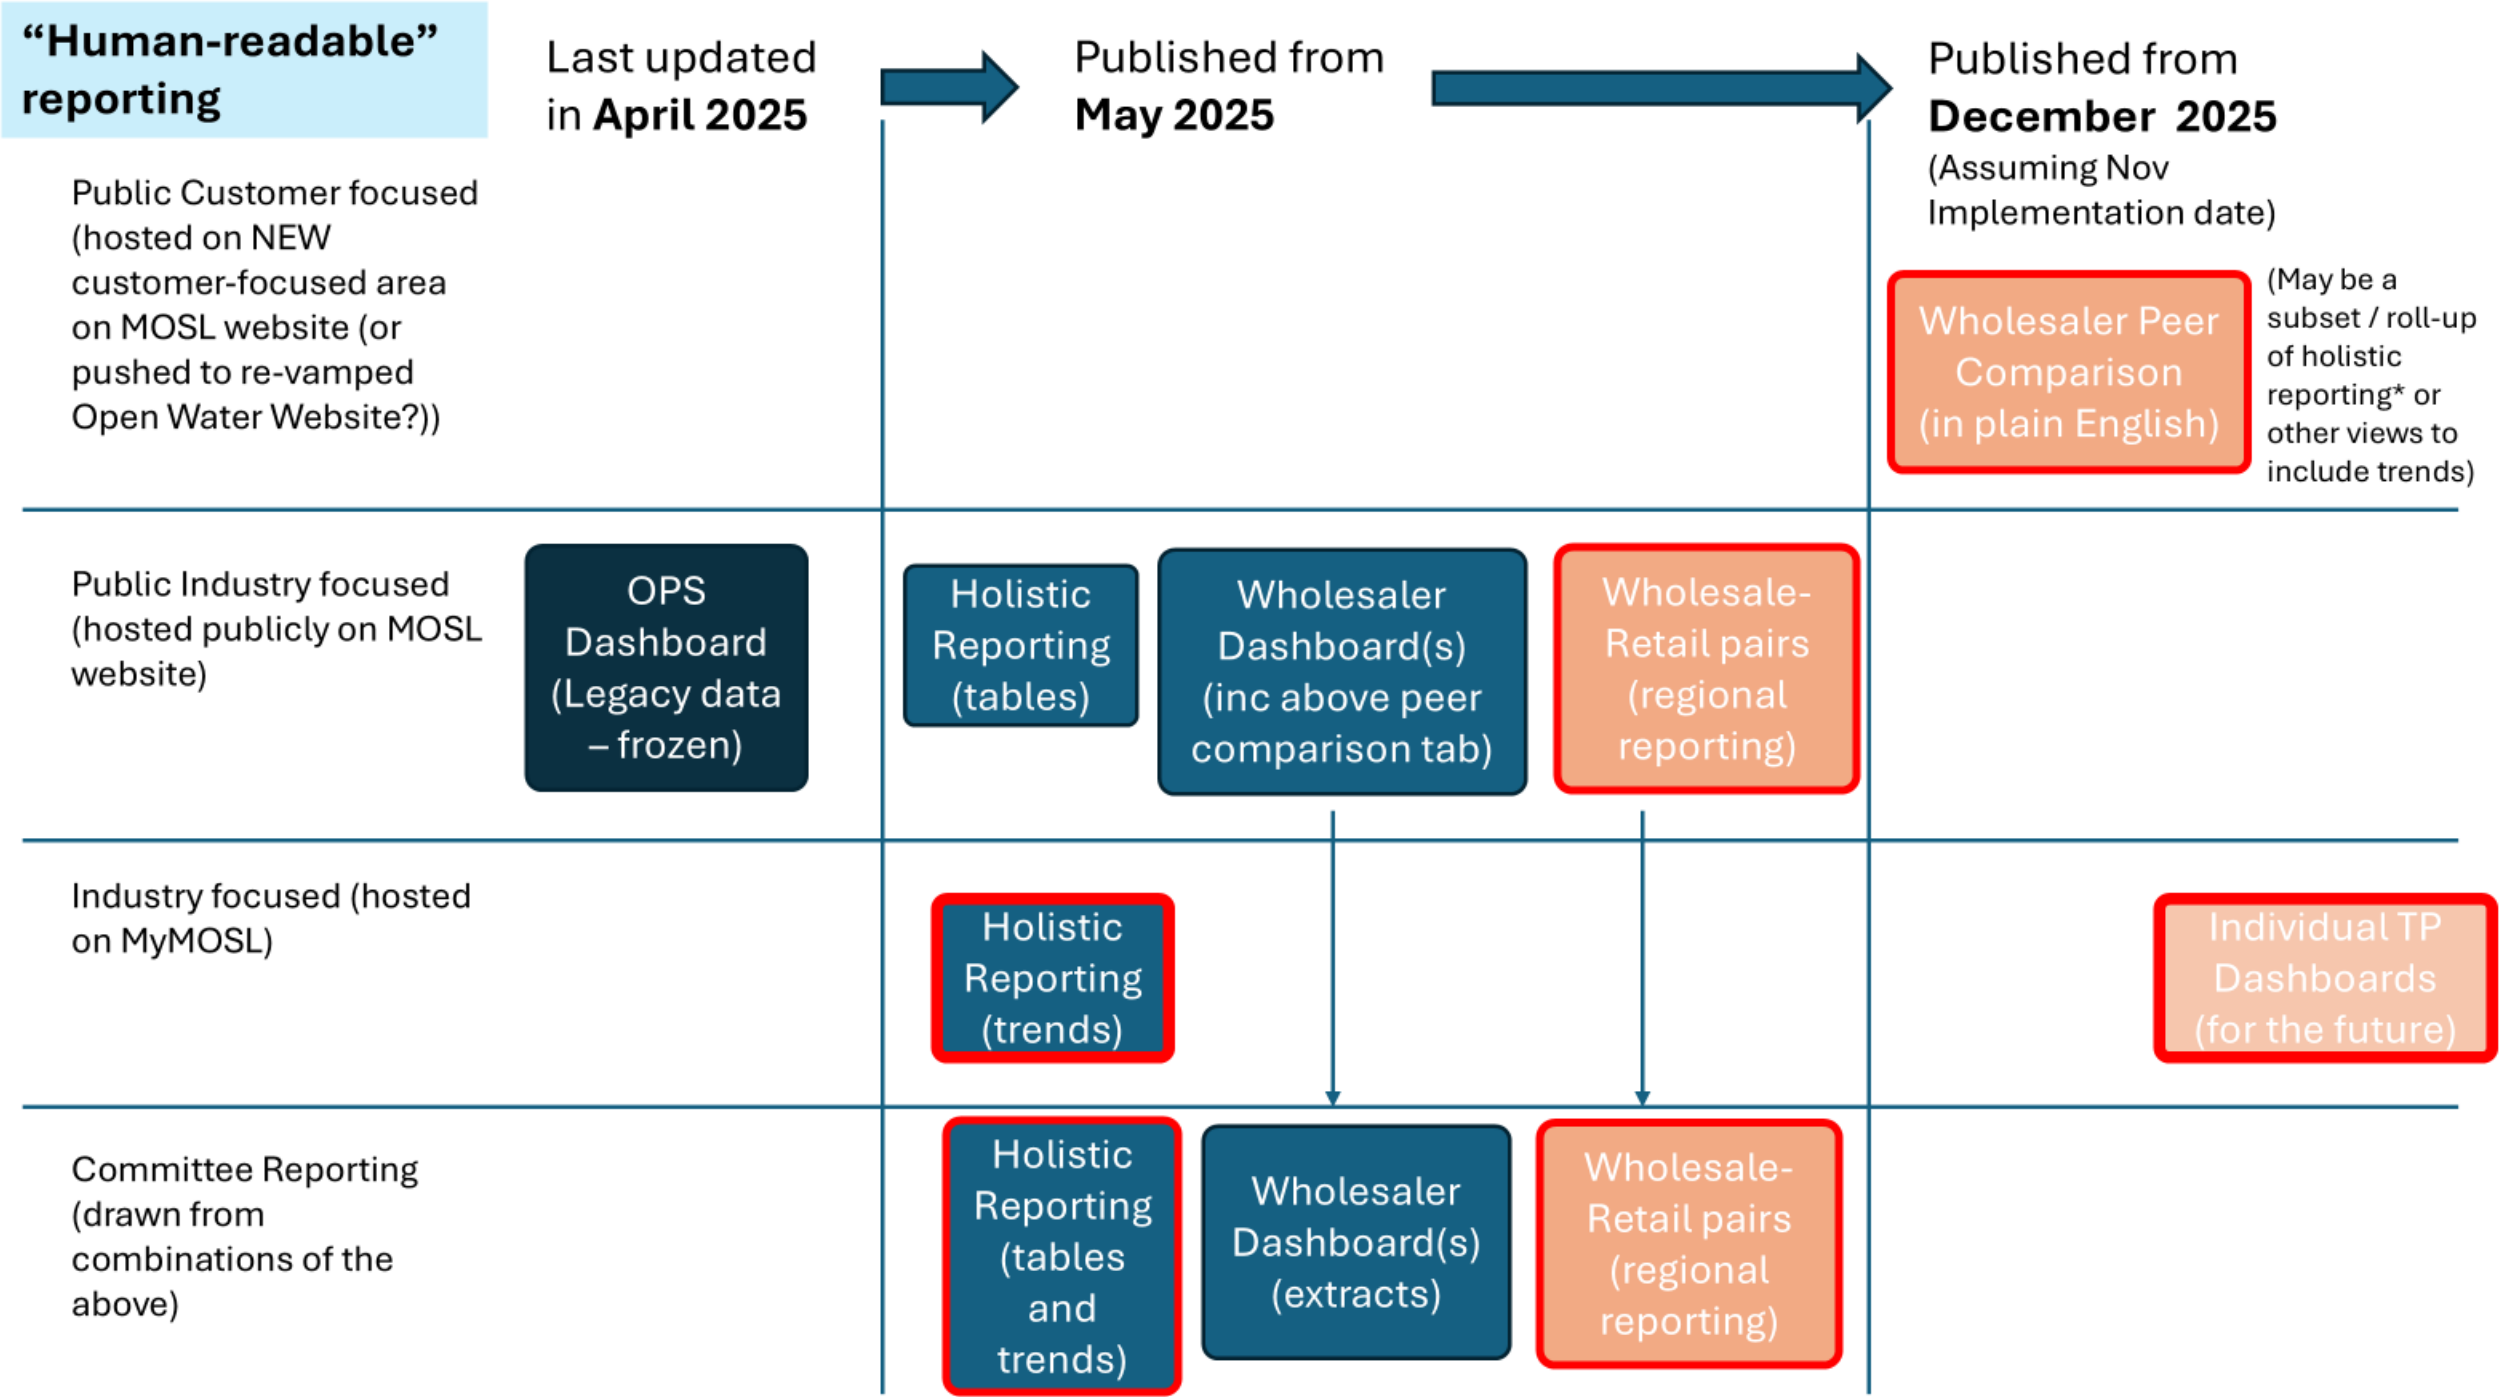 “Human-readable”
reporting
Last updated
in April 2025
Published from
May 2025
Published from
December 2025
(Assuming Nov
Implementation date)
Public Customer focused
(hosted on NEW
customer-focused area
on MOSL website (or
pushed to re-vamped
Open Water Website?))
Wholesaler Peer
Comparison
(in plain English)
(May be a
subset / roll-up
of holistic
reporting* or
other views to
include trends)
Public Industry focused
(hosted publicly on MOSL
website)
OPS
Dashboard
(Legacy data
– frozen)
Holistic
Reporting
(tables)
Wholesaler
Dashboard(s)
(inc above peer
comparison tab)
Wholesale-
Retail pairs
(regional
reporting)
Industry focused (hosted
on MyMOSL)
Holistic
Reporting
(trends)
Individual TP
Dashboards
(for the future)
Committee Reporting
(drawn from
combinations of the
above)
Holistic
Reporting
(tables
and
trends)
Wholesaler
Dashboard(s)
(extracts)
Wholesale-
Retail pairs
(regional
reporting)